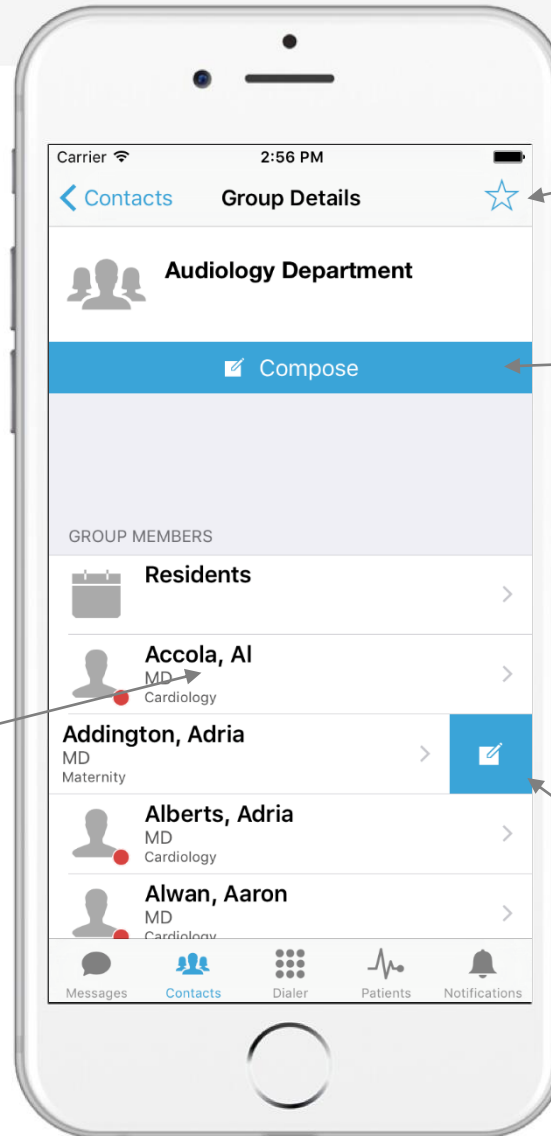 Carrier 2:56 PM
Contacts Group Details
Audiology Department
Compose
GROUP MEMBERS
Residents
Accola, Al
MD
Cardiology
Addington, Adria
MD
Maternity
Alberts, Adria
MD
Cardiology
Alwan, Aaron
MD
Cardiology
Messages Contacts Dialer Patients Notifications